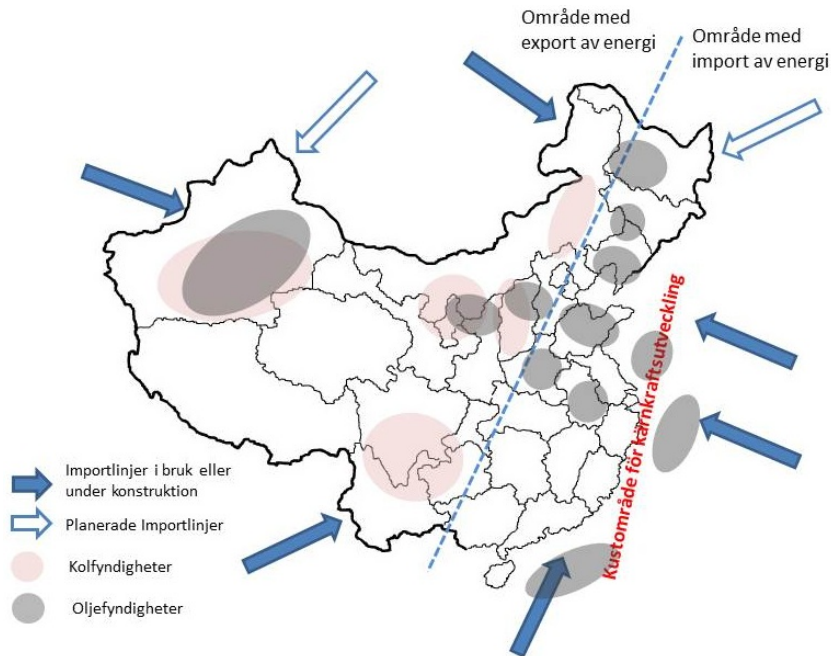 Område med
export av energi
Område med
import av energi
Kustområde för kärnkraftsutveckling
Importlinjer i bruk eller
under konstruktion
Planerade Importlinjer
Kolfyndigheter
Oljefyndigheter